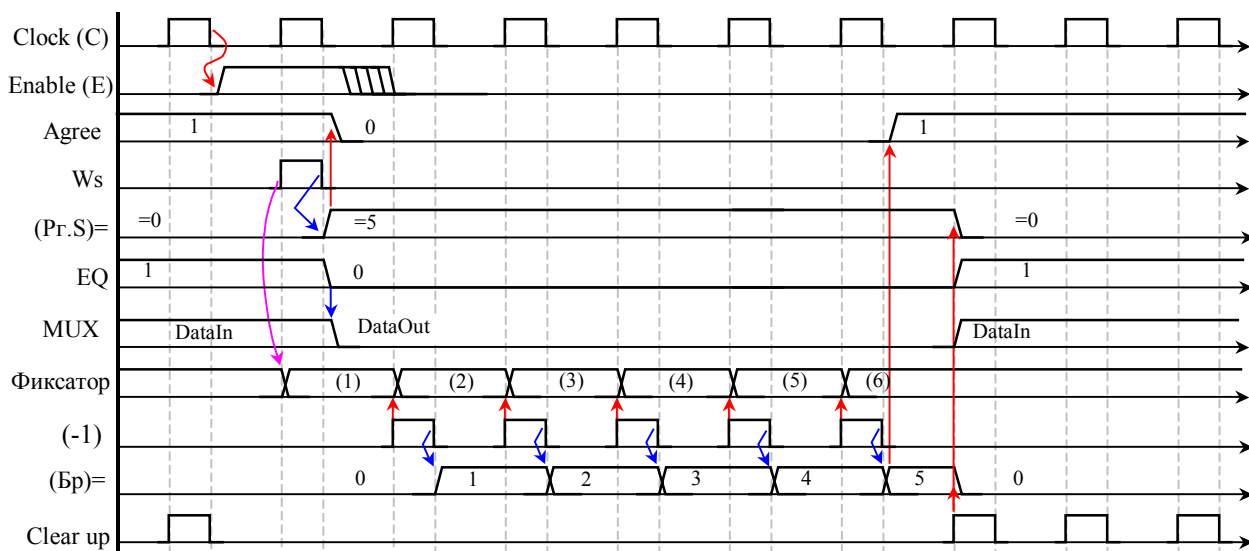 Clock (C)
Enable (E)
Agree 1 0 1
Ws
(Рг.S)= =0 =5 =0
EQ 1 0 1
MUX DataIn DataOut DataIn
Фиксатор (1) (2) (3) (4) (5) (6)
(-1)
(Бр)= 0 1 2 3 4 5 0
Clear up